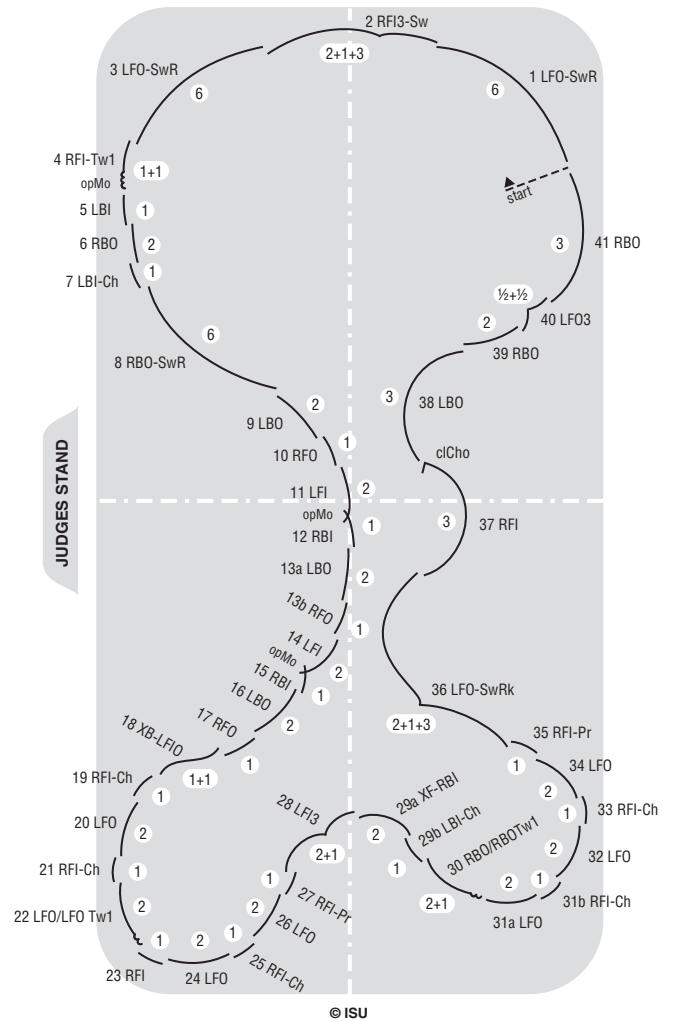 2 RFI3-Sw
2+1+3
3 LFO-SwR
1 LFO-SwR
6
6
4 RFI-Tw1
1+1
opMo
start
5 LBI
1
6 RBO
2
3
41 RBO
7 LBI-Ch
1
½+½
40 LFO3
2
8 RBO-SwR
6
39 RBO
3
38 LBO
2
9 LBO
1
10 RFO
clCho
11 LFI
2
JUDGES STAND
opMo
1
3
37 RFI
12 RBI
13a LBO
2
13b RFO
1
14 LFI
opMo
2
15 RBI
1
36 LFO-SwRk
16 LBO
2
2+1+3
17 RFO
18 XB-LFIO
1
35 RFI-Pr
1
34 LFO
19 RFI-Ch
1+1
1
2
28 LFI3
29a XF-RBI
1
33 RFI-Ch
20 LFO
2
2
29b LBI-Ch
30 RBO/RBOTw1
2+1
2
32 LFO
21 RFI-Ch
1
1
1
2
1
31b RFI-Ch
22 LFO/LFO Tw1
2
27 RFI-Pr
2
2+1
31a LFO
26 LFO
1
2
1
23 RFI
24 LFO
25 RFI-Ch
© ISU